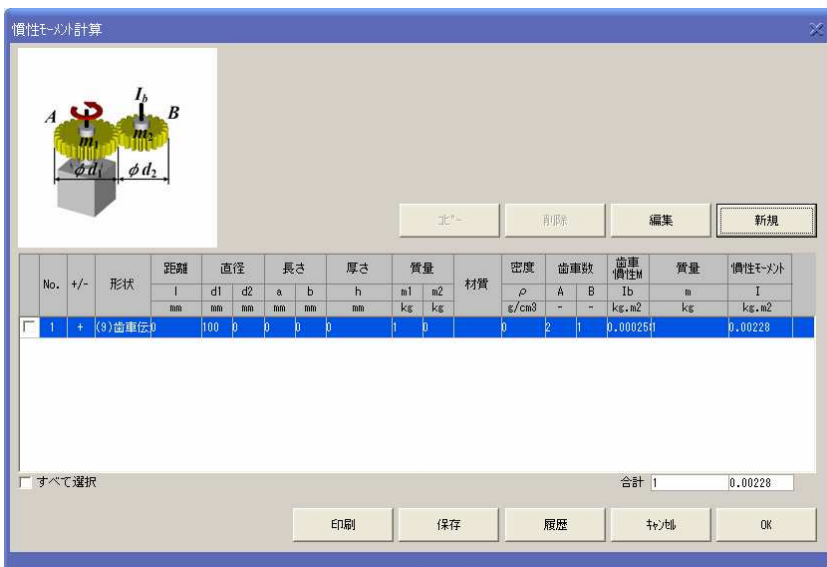 慣性ﾓｰﾒﾝﾄ計算
Ib
A
B
m1
m2
φd1
φd2
ｺﾋﾟｰ
削除
編集
新規
No. +/- 形状 距離 直径 長さ 厚さ 質量 材質 密度 歯車数 歯車慣性M 質量 慣性ﾓｰﾒﾝﾄ
l d1 d2 a b h m1 m2 ρ A B Ib m I
mm mm mm mm mm mm kg kg g/cm3 - - kg.m2 kg kg.m2
1 + (9)歯車伝 0 100 0 0 0 0 1 0 0 2 1 0.00025 1 0.00228
すべて選択
合計 1 0.00228
印刷
保存
履歴
ｷｬﾝｾﾙ
OK